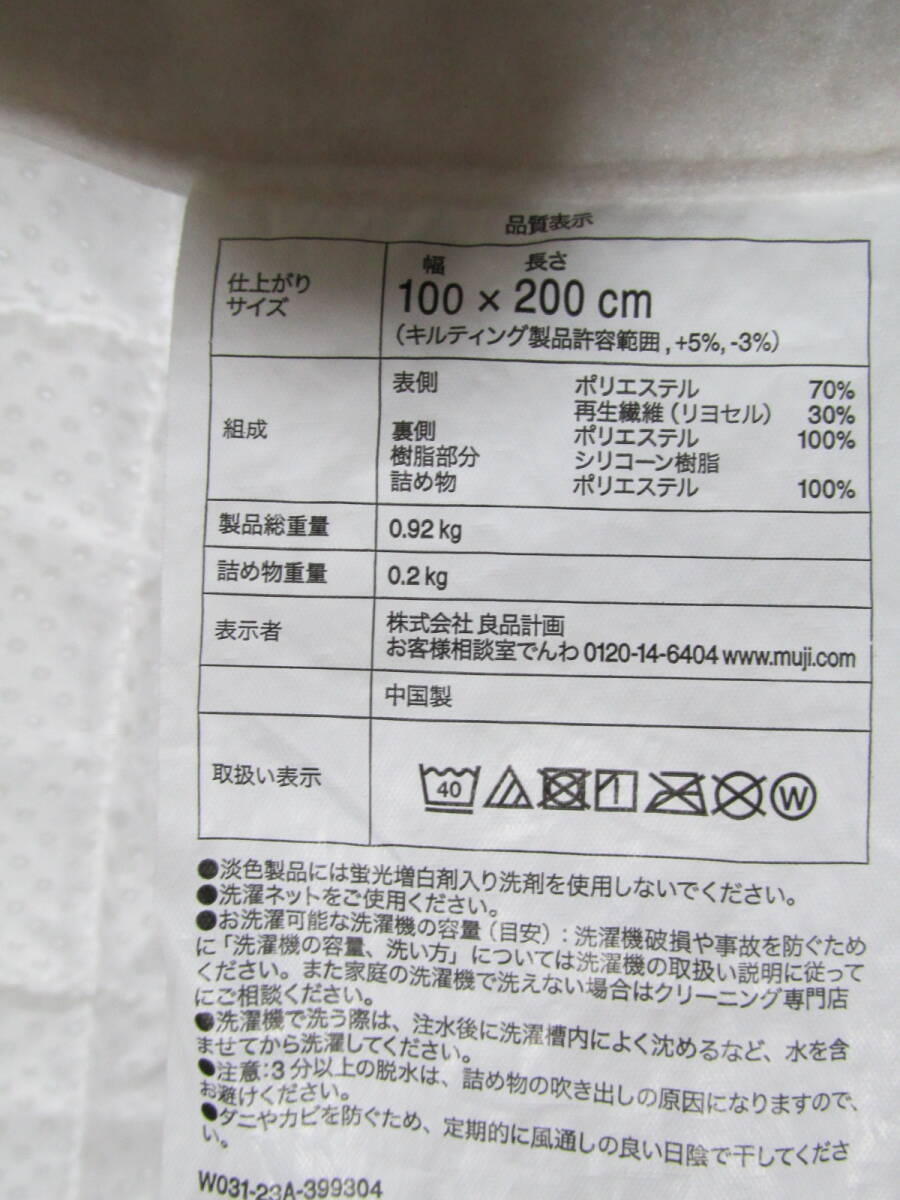 品質表示
仕上がり
サイズ
幅 長さ
100 × 200 cm
(キルティング製品許容範囲, +5%, -3%)
組成
表側 ポリエステル 70%
再生繊維(リヨセル) 30%
裏側 ポリエステル 100%
樹脂部分 シリコーン樹脂
詰め物 ポリエステル 100%
製品総重量 0.92 kg
詰め物重量 0.2 kg
表示者
株式会社 良品計画
お客様相談室でんわ 0120-14-6404 www.muji.com
中国製
取扱い表示
40 W
●淡色製品には蛍光増白剤入り洗剤を使用しないでください。
●洗濯ネットをご使用ください。
●お洗濯可能な洗濯機の容量(目安):洗濯機破損や事故を防ぐため
に「洗濯機の容量、洗い方」については洗濯機の取扱い説明に従って
ください。また家庭の洗濯機で洗えない場合はクリーニング専門店
にご相談ください。
●洗濯機で洗う際は、注水後に洗濯槽内によく沈めるなど、水を含
ませてから洗濯してください。
●注意:3分以上の脱水は、詰め物の吹き出しの原因になりますので、
お避けください。
●ダニやカビを防ぐため、定期的に風通しの良い日陰で干してくださ
い。
W031-23A-399304